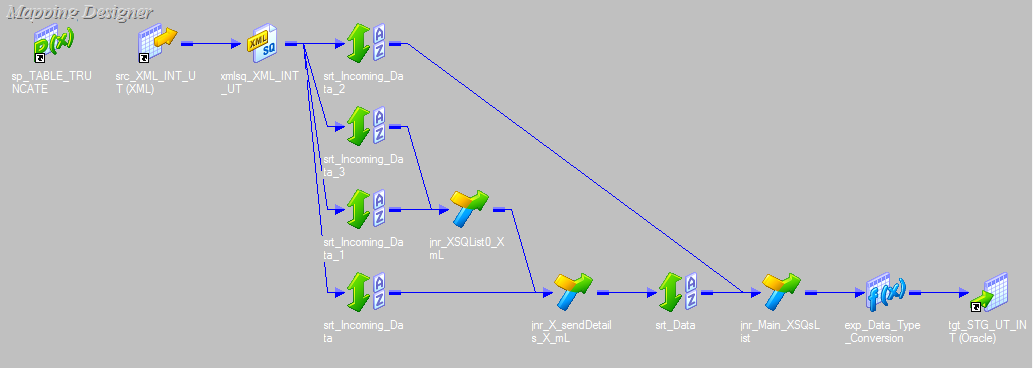 Mapping Designer
sp_TABLE_TRU
NCATE
src_XML_INT_U
T (XML)
xmlsq_XML_INT
_UT
srt_Incoming_Da
ta_2
srt_Incoming_Da
ta_3
srt_Incoming_Da
ta_1
jnr_XSQList0_X
mL
srt_Incoming_Da
ta
jnr_X_sendDetail
s_X_mL
srt_Data
jnr_Main_XSQsL
ist
exp_Data_Type
_Conversion
tgt_STG_UT_IN
T (Oracle)